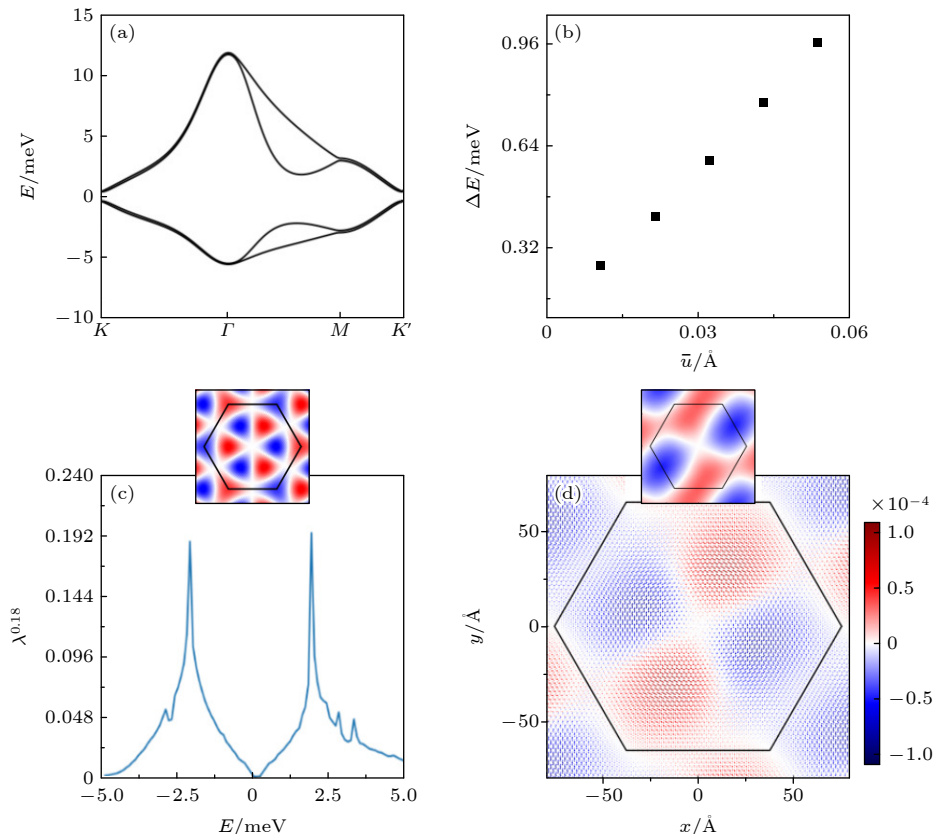 (a)
15
10
5
0
−5
−10
E/meV
K
Γ
M
K′
(b)
0.96
0.64
0.32
ΔE/meV
0
0.03
0.06
ū/Å
(c)
0.240
0.192
0.144
0.096
0.048
0
λ^0.18
−5.0
−2.5
0
2.5
5.0
E/meV
(d)
50
0
−50
y/Å
−50
0
50
x/Å
×10^−4
1.0
0.5
0
−0.5
−1.0